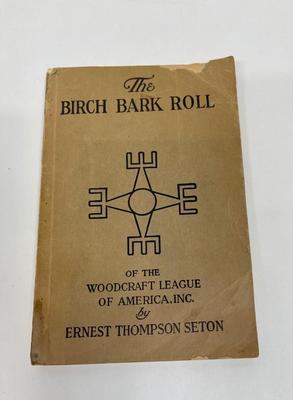 The
BIRCH BARK ROLL
OF THE
WOODCRAFT LEAGUE
OF AMERICA, INC.
by
ERNEST THOMPSON SETON